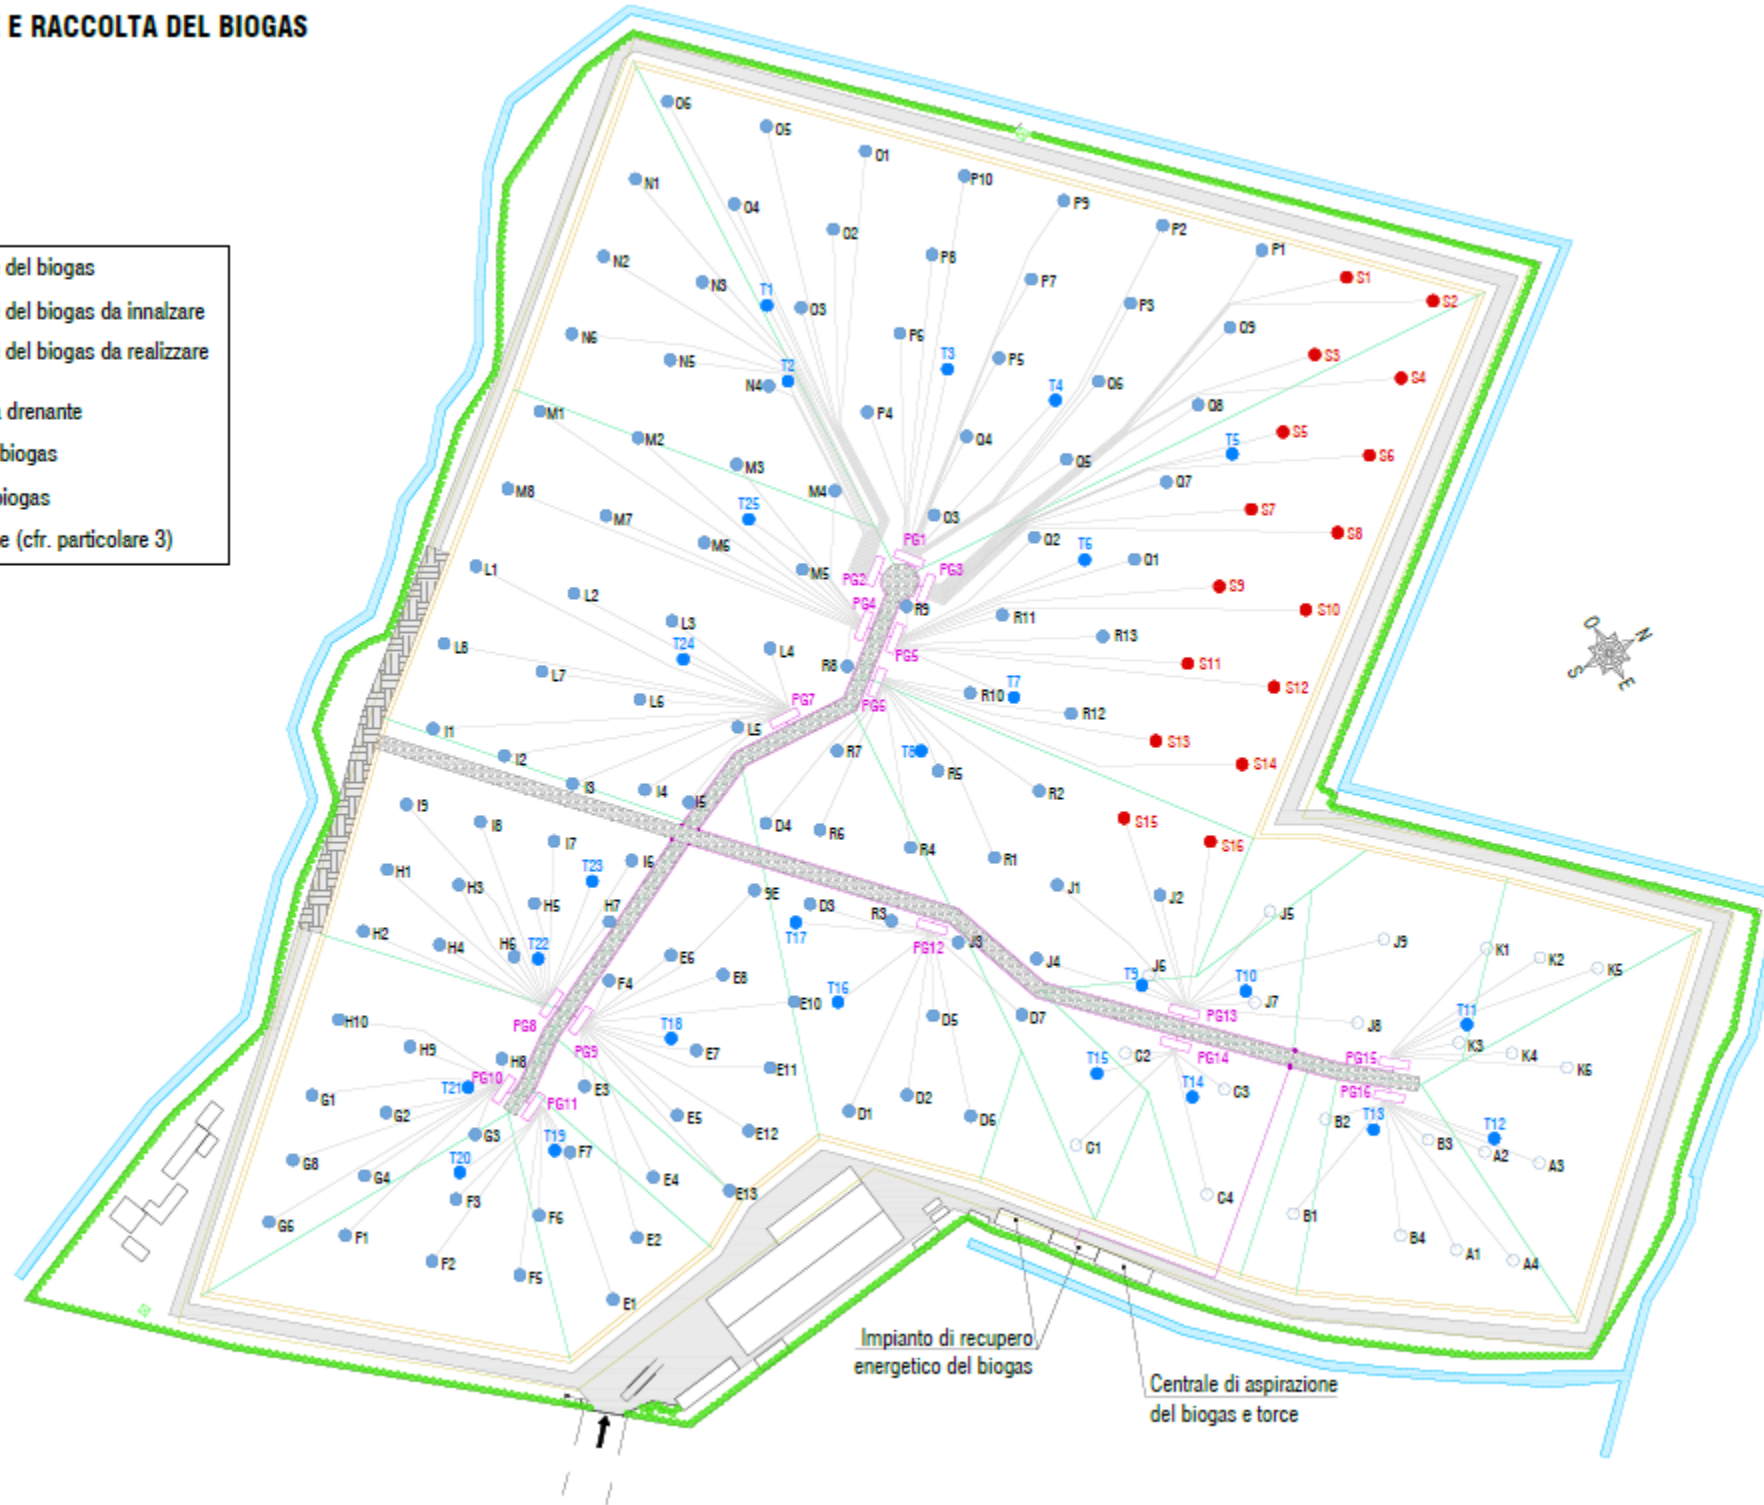 E RACCOLTA DEL BIOGAS
del biogas
del biogas da innalzare
del biogas da realizzare
drenante
biogas
biogas
e (cfr. particolare 3)
O6
O5
O1
P10
P9
P2
P1
N1
O4
O2
P8
P7
P3
S1
S2
N2
N3
T1
O3
P6
T3
P5
Q9
S3
S4
N6
N5
T2
N4
P4
T4
Q6
Q8
S5
S6
M1
M2
M3
M4
Q4
Q5
T5
Q7
S7
S8
M8
M7
T25
M6
M5
Q3
PG1
PG2
PG3
PG4
Q2
T6
Q1
S9
S10
L1
L2
L3
T24
L4
R8
R9
PG5
R11
R13
S11
S12
L8
L7
L6
L5
PG7
PG6
R10
T7
R12
S13
S14
O
N
S
E
I1
I2
I3
I4
I5
R7
T8
R5
R2
S15
S16
I9
I8
I7
I6
D4
R6
R4
R1
H1
H3
T23
H5
H7
9E
D3
R3
T17
PG12
J3
J1
J2
J5
H2
H4
H6
T22
F4
E6
E8
E10
T16
D5
D7
J4
T9
J6
T10
J7
J9
J8
K1
K2
K5
PG8
PG9
T18
E7
E11
PG13
PG14
T11
K3
K4
K6
PG15
PG16
H10
H9
H8
PG10
T21
PG11
E3
E5
E12
D1
D2
D6
C2
T15
T14
C3
C1
C4
G1
G2
G3
T19
F7
T20
G8
G4
F3
F6
E4
E13
G6
F1
F2
F5
E2
E1
B2
T13
B3
T12
A2
A3
B1
B4
A1
A4
Impianto di recupero
energetico del biogas
Centrale di aspirazione
del biogas e torce